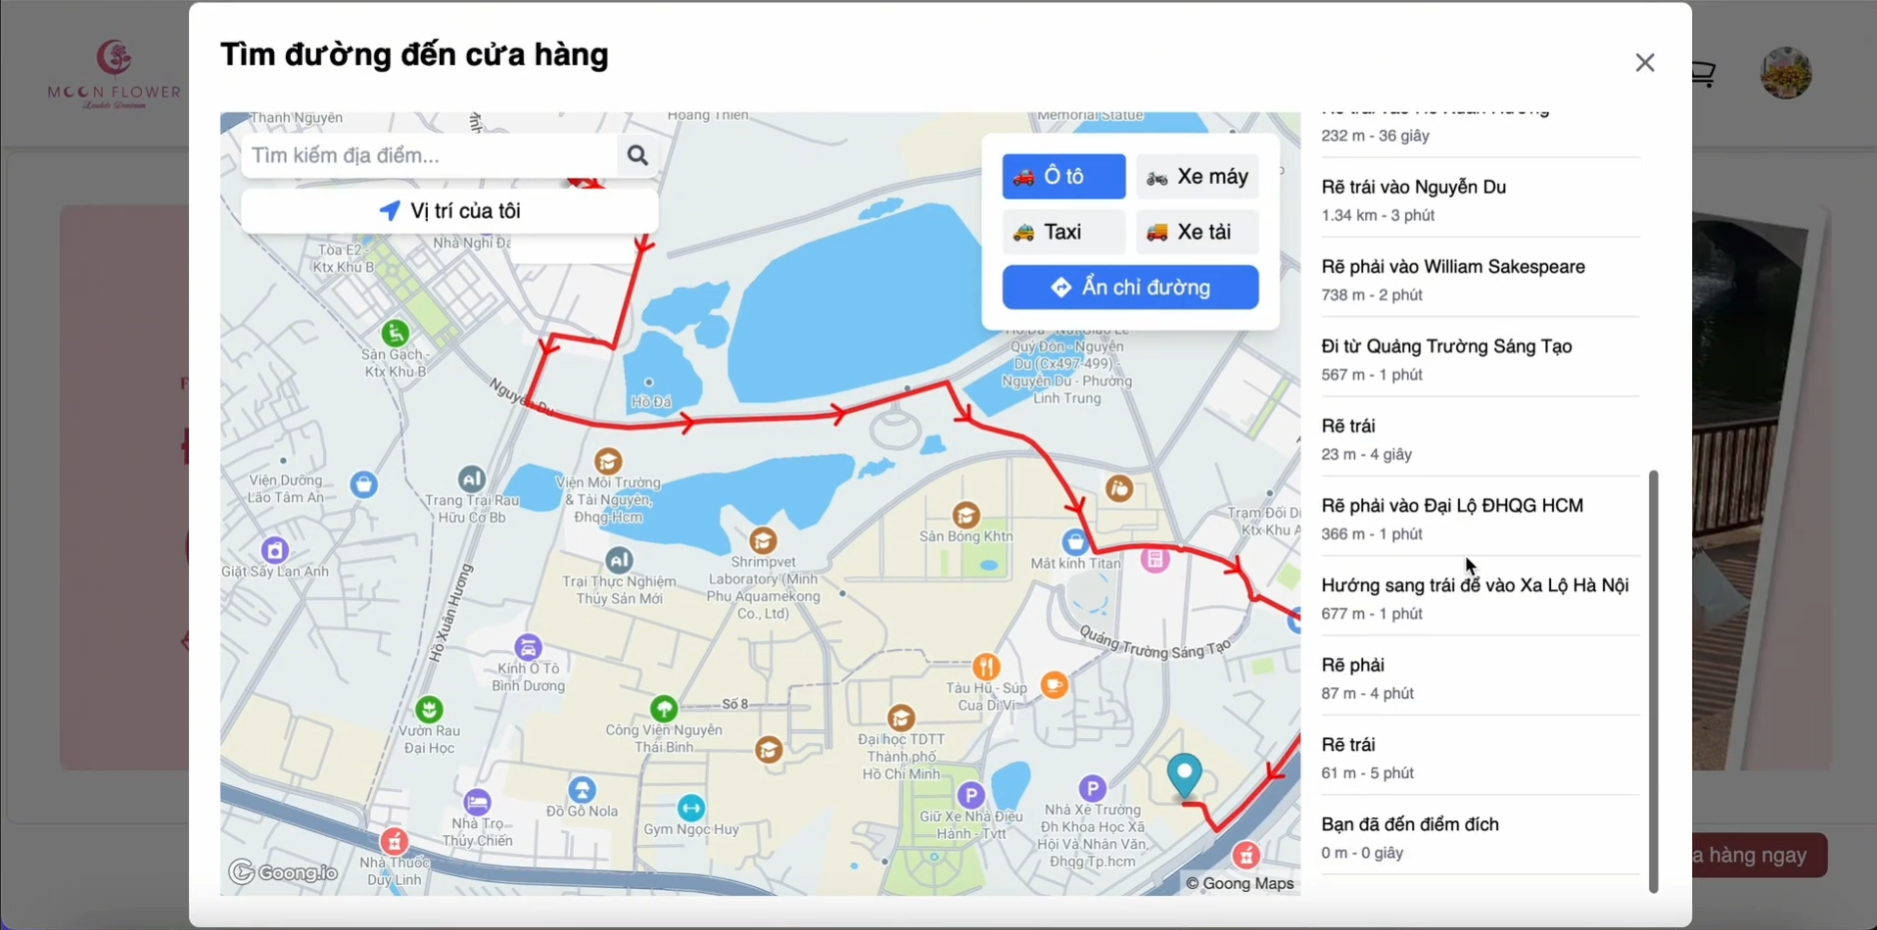 Tìm đường đến cửa hàng
MOON FLOWER
Thanh Nguyên
Hoàng Thiên
Memorial Statue
Tìm kiếm địa điểm...
Vị trí của tôi
Ô tô
Xe máy
Taxi
Xe tải
Ẩn chỉ đường
Nhà Nghỉ Đạ
Tòa E2 -
Ktx Khu B
Sân Gạch -
Ktx Khu B
Nguyễn Du
Hồ Đá
Quý Đôn - Nguyễn
Du (Cx497-499) -
Nguyễn Du - Phường
Linh Trung
Viện Dưỡng
Lão Tâm An
Trang Trại Rau
Hữu Cơ Bb
Viện Môi Trường
& Tài Nguyên,
Đhqg-Hcm
Sân Bóng Khtn
Trạm Đối Di
Ktx Khu A
Giặt Sấy Lan Anh
Trại Thực Nghiệm
Thủy Sản Mới
Shrimpvet
Laboratory (Minh
Phu Aquamekong
Co., Ltd)
Mắt kính Titan
Hồ Xuân Hương
Quảng Trường Sáng Tạo
Kính Ô Tô
Bình Dương
Tàu Hũ - Súp
Cua Di Vi
Số 8
Vườn Rau
Đại Học
Công Viên Nguyễn
Thái Bình
Đại học TDTT
Thành phố
Hồ Chí Minh
Đồ Gỗ Nola
Nhà Trọ
Thủy Chiến
Gym Ngọc Huy
Giữ Xe Nhà Điều
Hành - Tvtt
Nhà Xe Trường
Đh Khoa Học Xã
Hội Và Nhân Văn,
Đhqg Tp.hcm
Nhà Thuốc
Duy Linh
Goong.io
© Goong Maps
Rẽ trái vào Hồ Xuân Hương
232 m - 36 giây
Rẽ trái vào Nguyễn Du
1.34 km - 3 phút
Rẽ phải vào William Sakespeare
738 m - 2 phút
Đi từ Quảng Trường Sáng Tạo
567 m - 1 phút
Rẽ trái
23 m - 4 giây
Rẽ phải vào Đại Lộ ĐHQG HCM
366 m - 1 phút
Hướng sang trái để vào Xa Lộ Hà Nội
677 m - 1 phút
Rẽ phải
87 m - 4 phút
Rẽ trái
61 m - 5 phút
Bạn đã đến điểm đích
0 m - 0 giây
a hàng ngay